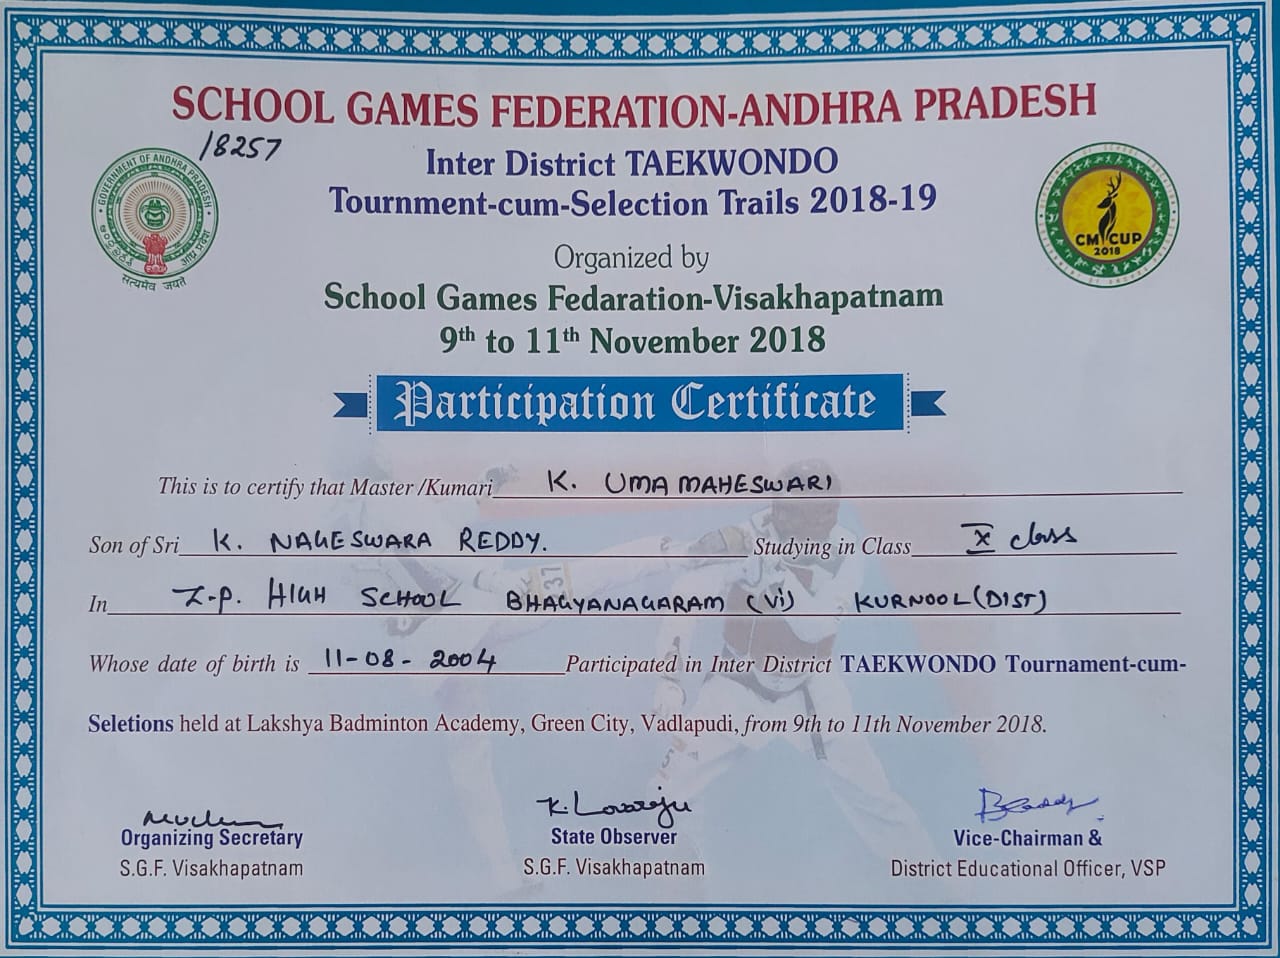 SCHOOL GAMES FEDERATION-ANDHRA PRADESH
18257
GOVERNMENT OF ANDHRA PRADESH
सत्यमेव जयते
Inter District TAEKWONDO
Tournment-cum-Selection Trails 2018-19
CM CUP
2018
Organized by
School Games Fedaration-Visakhapatnam
9th to 11th November 2018
Participation Certificate
This is to certify that Master /Kumari K. UMA MAHESWARI
Son of Sri K. NAGESWARA REDDY. Studying in Class X class
In Z.P. HIGH SCHOOL BHAGYANAGARAM (Vi) KURNOOL (DIST)
Whose date of birth is 11-08-2004 Participated in Inter District TAEKWONDO Tournament-cum-
Seletions held at Lakshya Badminton Academy, Green City, Vadlapudi, from 9th to 11th November 2018.
Organizing Secretary
S.G.F. Visakhapatnam
State Observer
S.G.F. Visakhapatnam
Vice-Chairman &
District Educational Officer, VSP